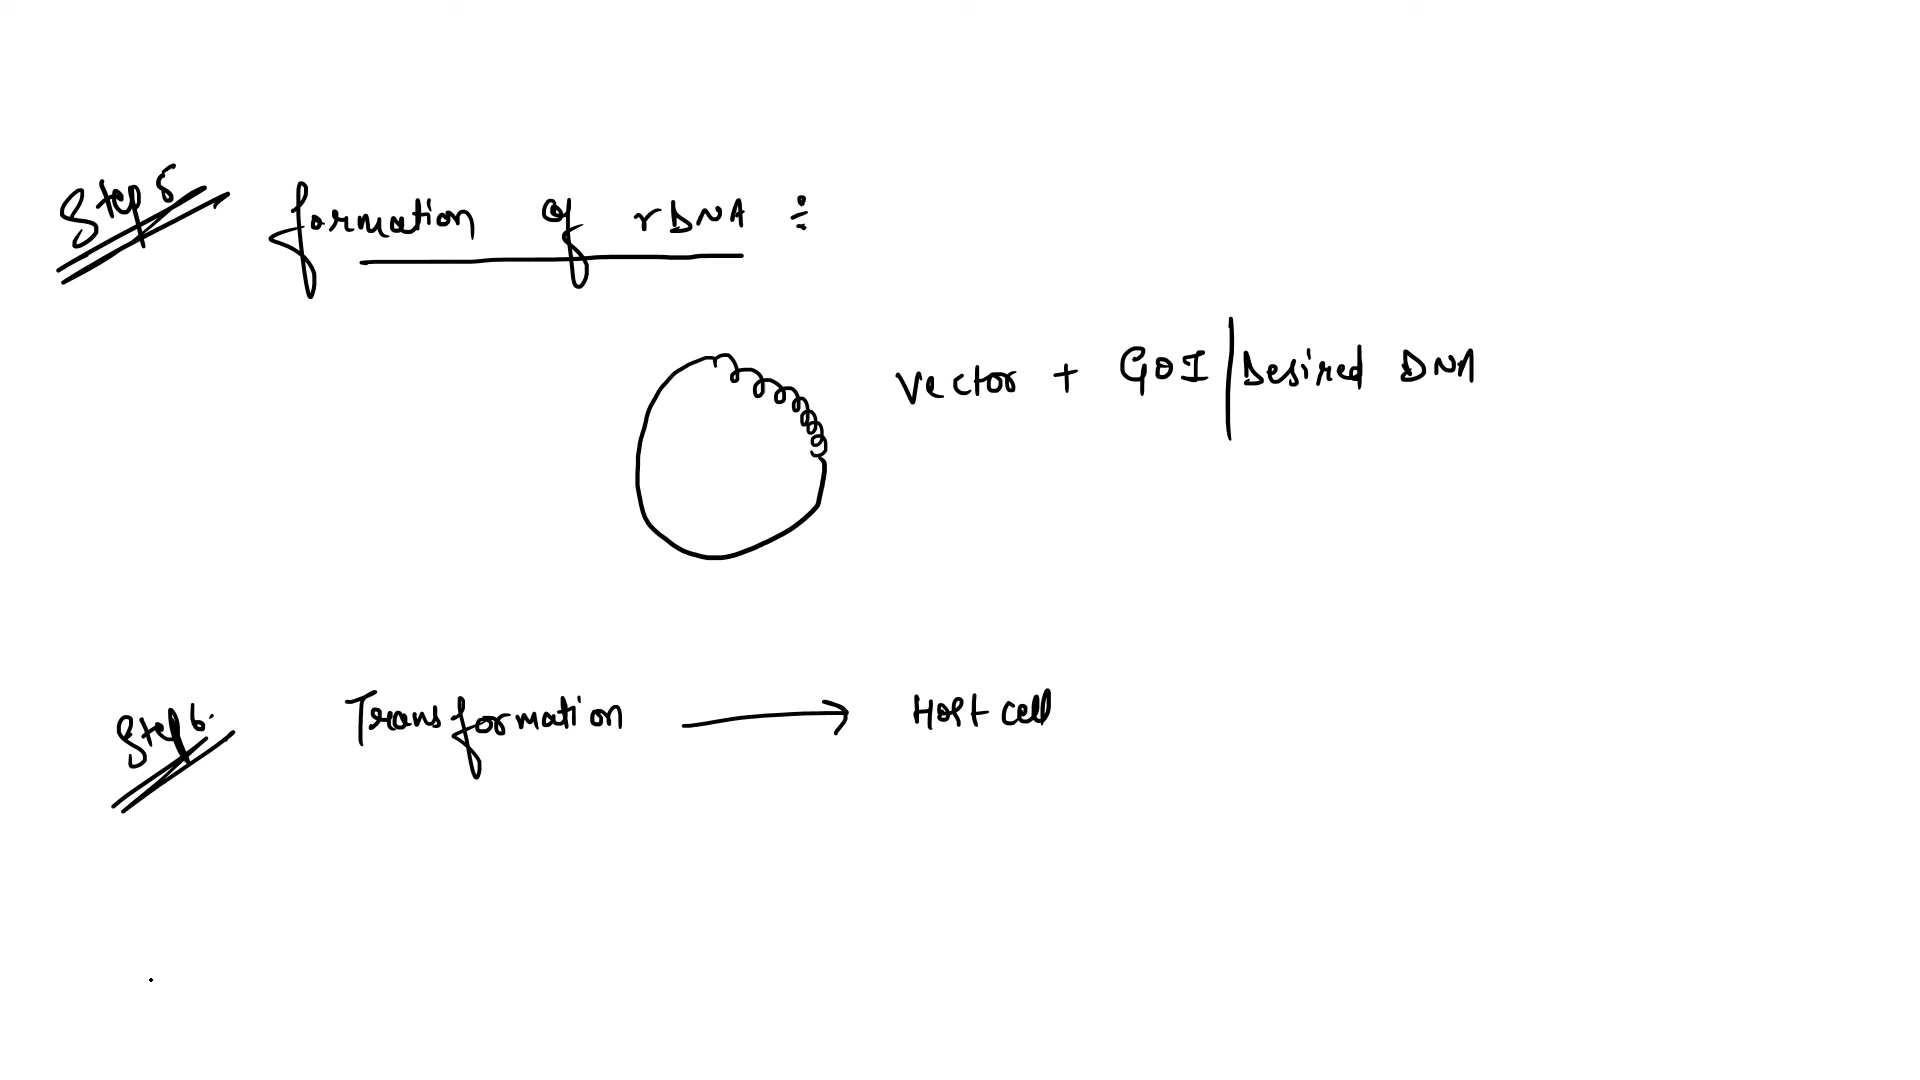 Step 5 formation of rDNA ÷
Vector + GOI | Desired DNA
Step 6. Transformation → Host cell